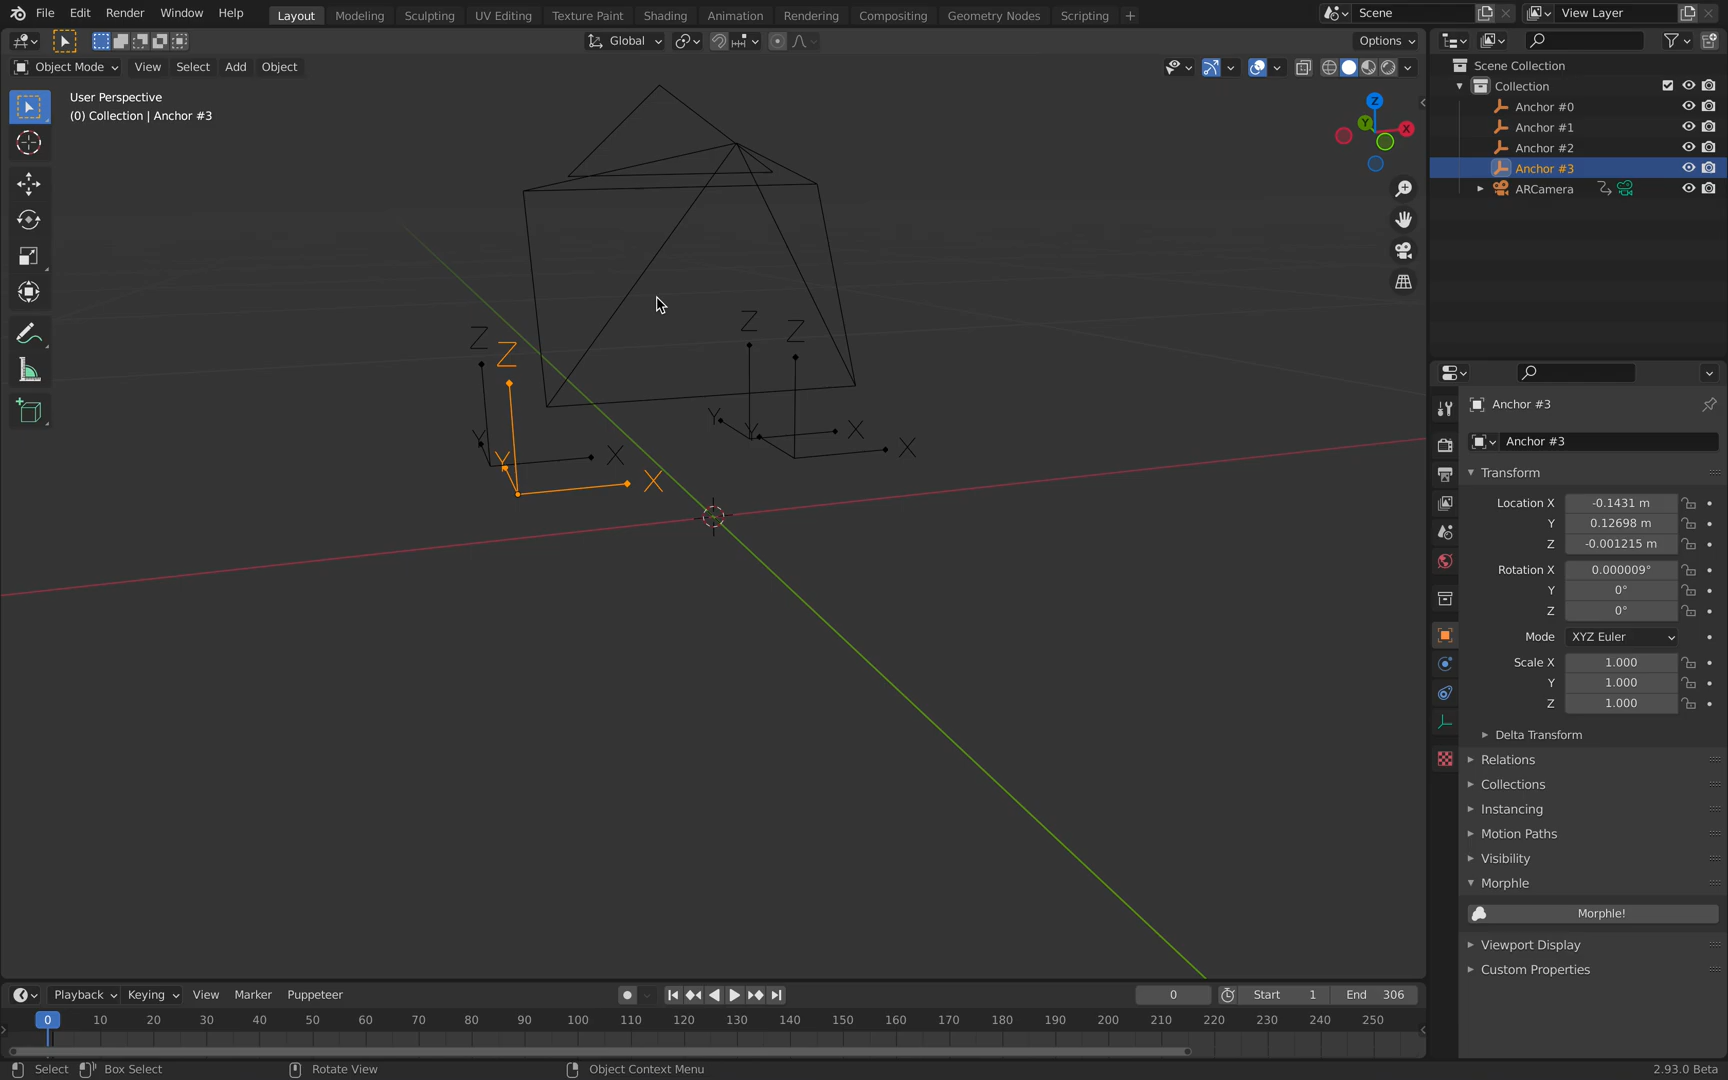 File Edit Render Window Help Layout Modeling Sculpting UV Editing Texture Paint Shading Animation Rendering Compositing Geometry Nodes Scripting + Scene View Layer
Global Options
Object Mode View Select Add Object
User Perspective
(0) Collection | Anchor #3
Scene Collection
Collection
Anchor #0
Anchor #1
Anchor #2
Anchor #3
ARCamera
Z
Y
X
Z Z Z Z
Y Y X X
Y Y X X
Anchor #3
Anchor #3
Transform
Location X -0.1431 m
Y 0.12698 m
Z -0.001215 m
Rotation X 0.000009°
Y 0°
Z 0°
Mode XYZ Euler
Scale X 1.000
Y 1.000
Z 1.000
Delta Transform
Relations
Collections
Instancing
Motion Paths
Visibility
Morphle
Morphle!
Viewport Display
Custom Properties
Playback Keying View Marker Puppeteer 0 Start 1 End 306
0 10 20 30 40 50 60 70 80 90 100 110 120 130 140 150 160 170 180 190 200 210 220 230 240 250
Select Box Select Rotate View Object Context Menu 2.93.0 Beta